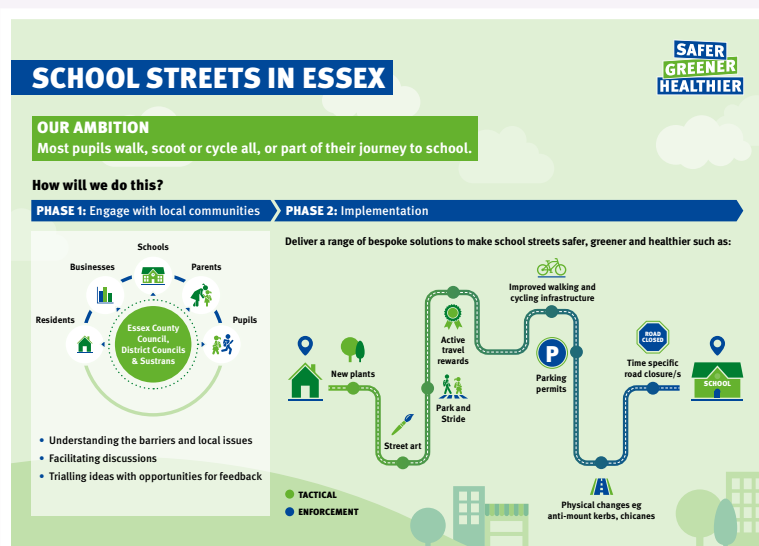 SAFER
GREENER
HEALTHIER
SCHOOL STREETS IN ESSEX
OUR AMBITION
Most pupils walk, scoot or cycle all, or part of their journey to school.
How will we do this?
PHASE 1: Engage with local communities
PHASE 2: Implementation
Schools
Businesses
Parents
Residents
Pupils
Essex County
Council,
District Councils
& Sustrans
• Understanding the barriers and local issues
• Facilitating discussions
• Trialling ideas with opportunities for feedback
Deliver a range of bespoke solutions to make school streets safer, greener and healthier such as:
New plants
Street art
Park and
Stride
Active
travel
rewards
Improved walking and
cycling infrastructure
P
Parking
permits
Physical changes eg
anti-mount kerbs, chicanes
ROAD
CLOSED
Time specific
road closure/s
SCHOOL
TACTICAL
ENFORCEMENT